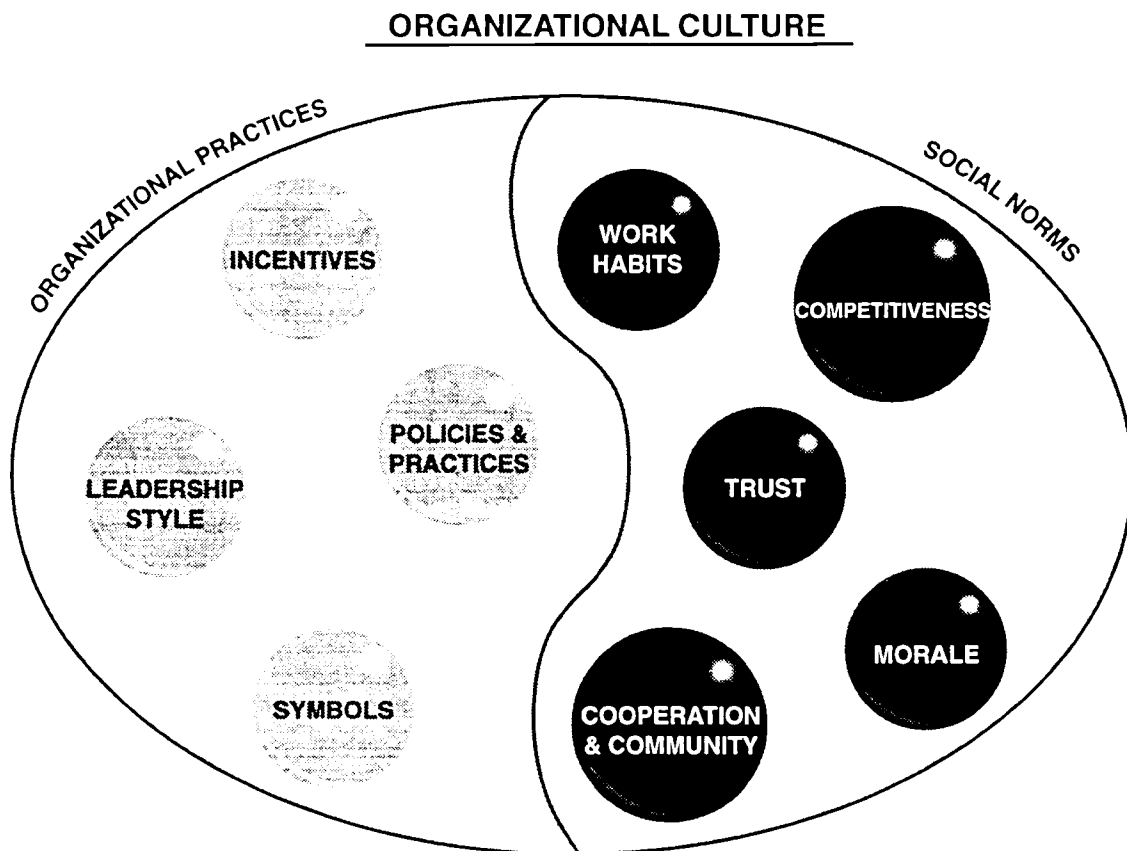 ORGANIZATIONAL CULTURE
ORGANIZATIONAL PRACTICES
INCENTIVES
POLICIES &
PRACTICES
LEADERSHIP
STYLE
SYMBOLS
SOCIAL NORMS
WORK
HABITS
COMPETITIVENESS
TRUST
MORALE
COOPERATION
& COMMUNITY